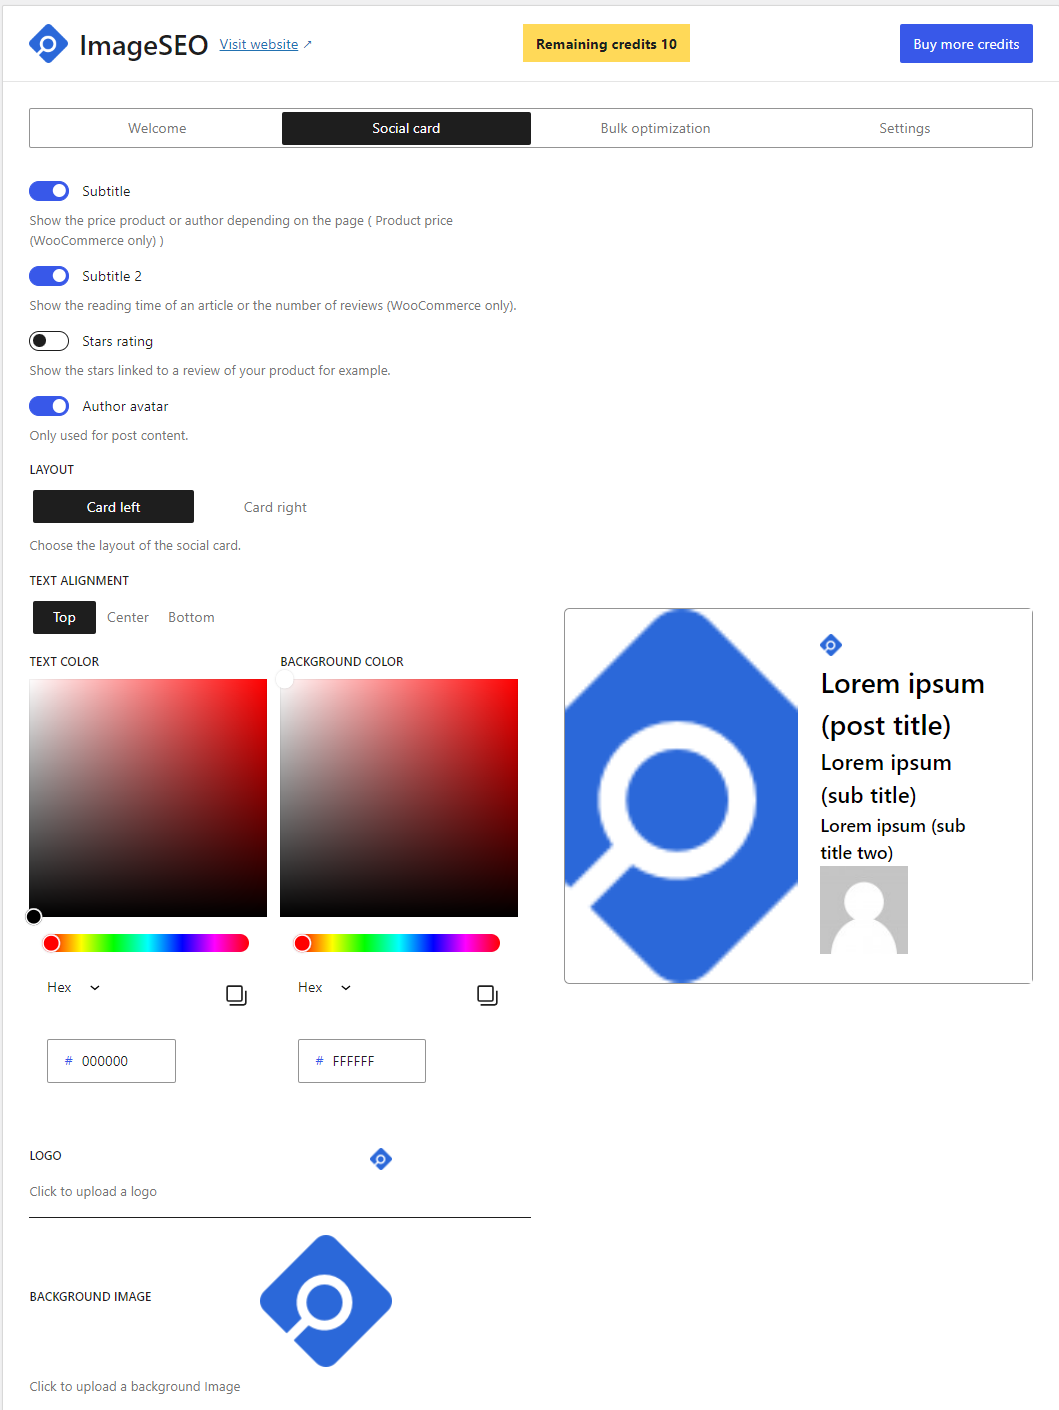 ImageSEO Visit website ↗ Remaining credits 10 Buy more credits
Welcome Social card Bulk optimization Settings
Subtitle
Show the price product or author depending on the page ( Product price
(WooCommerce only) )
Subtitle 2
Show the reading time of an article or the number of reviews (WooCommerce only).
Stars rating
Show the stars linked to a review of your product for example.
Author avatar
Only used for post content.
LAYOUT
Card left Card right
Choose the layout of the social card.
TEXT ALIGNMENT
Top Center Bottom
TEXT COLOR BACKGROUND COLOR
Hex Hex
# 000000 # FFFFFF
Lorem ipsum
(post title)
Lorem ipsum
(sub title)
Lorem ipsum (sub
title two)
LOGO
Click to upload a logo
BACKGROUND IMAGE
Click to upload a background Image